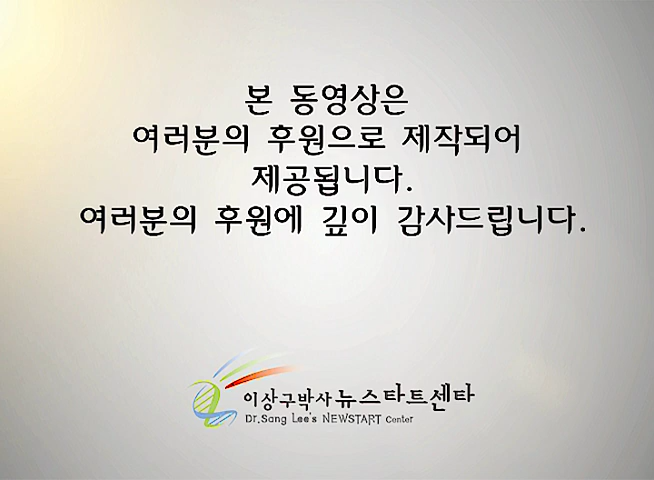 본 동영상은
여러분의 후원으로 제작되어
제공됩니다.
여러분의 후원에 깊이 감사드립니다.
이상구박사 뉴스타트센타
Dr.Sang Lee's NEWSTART Center